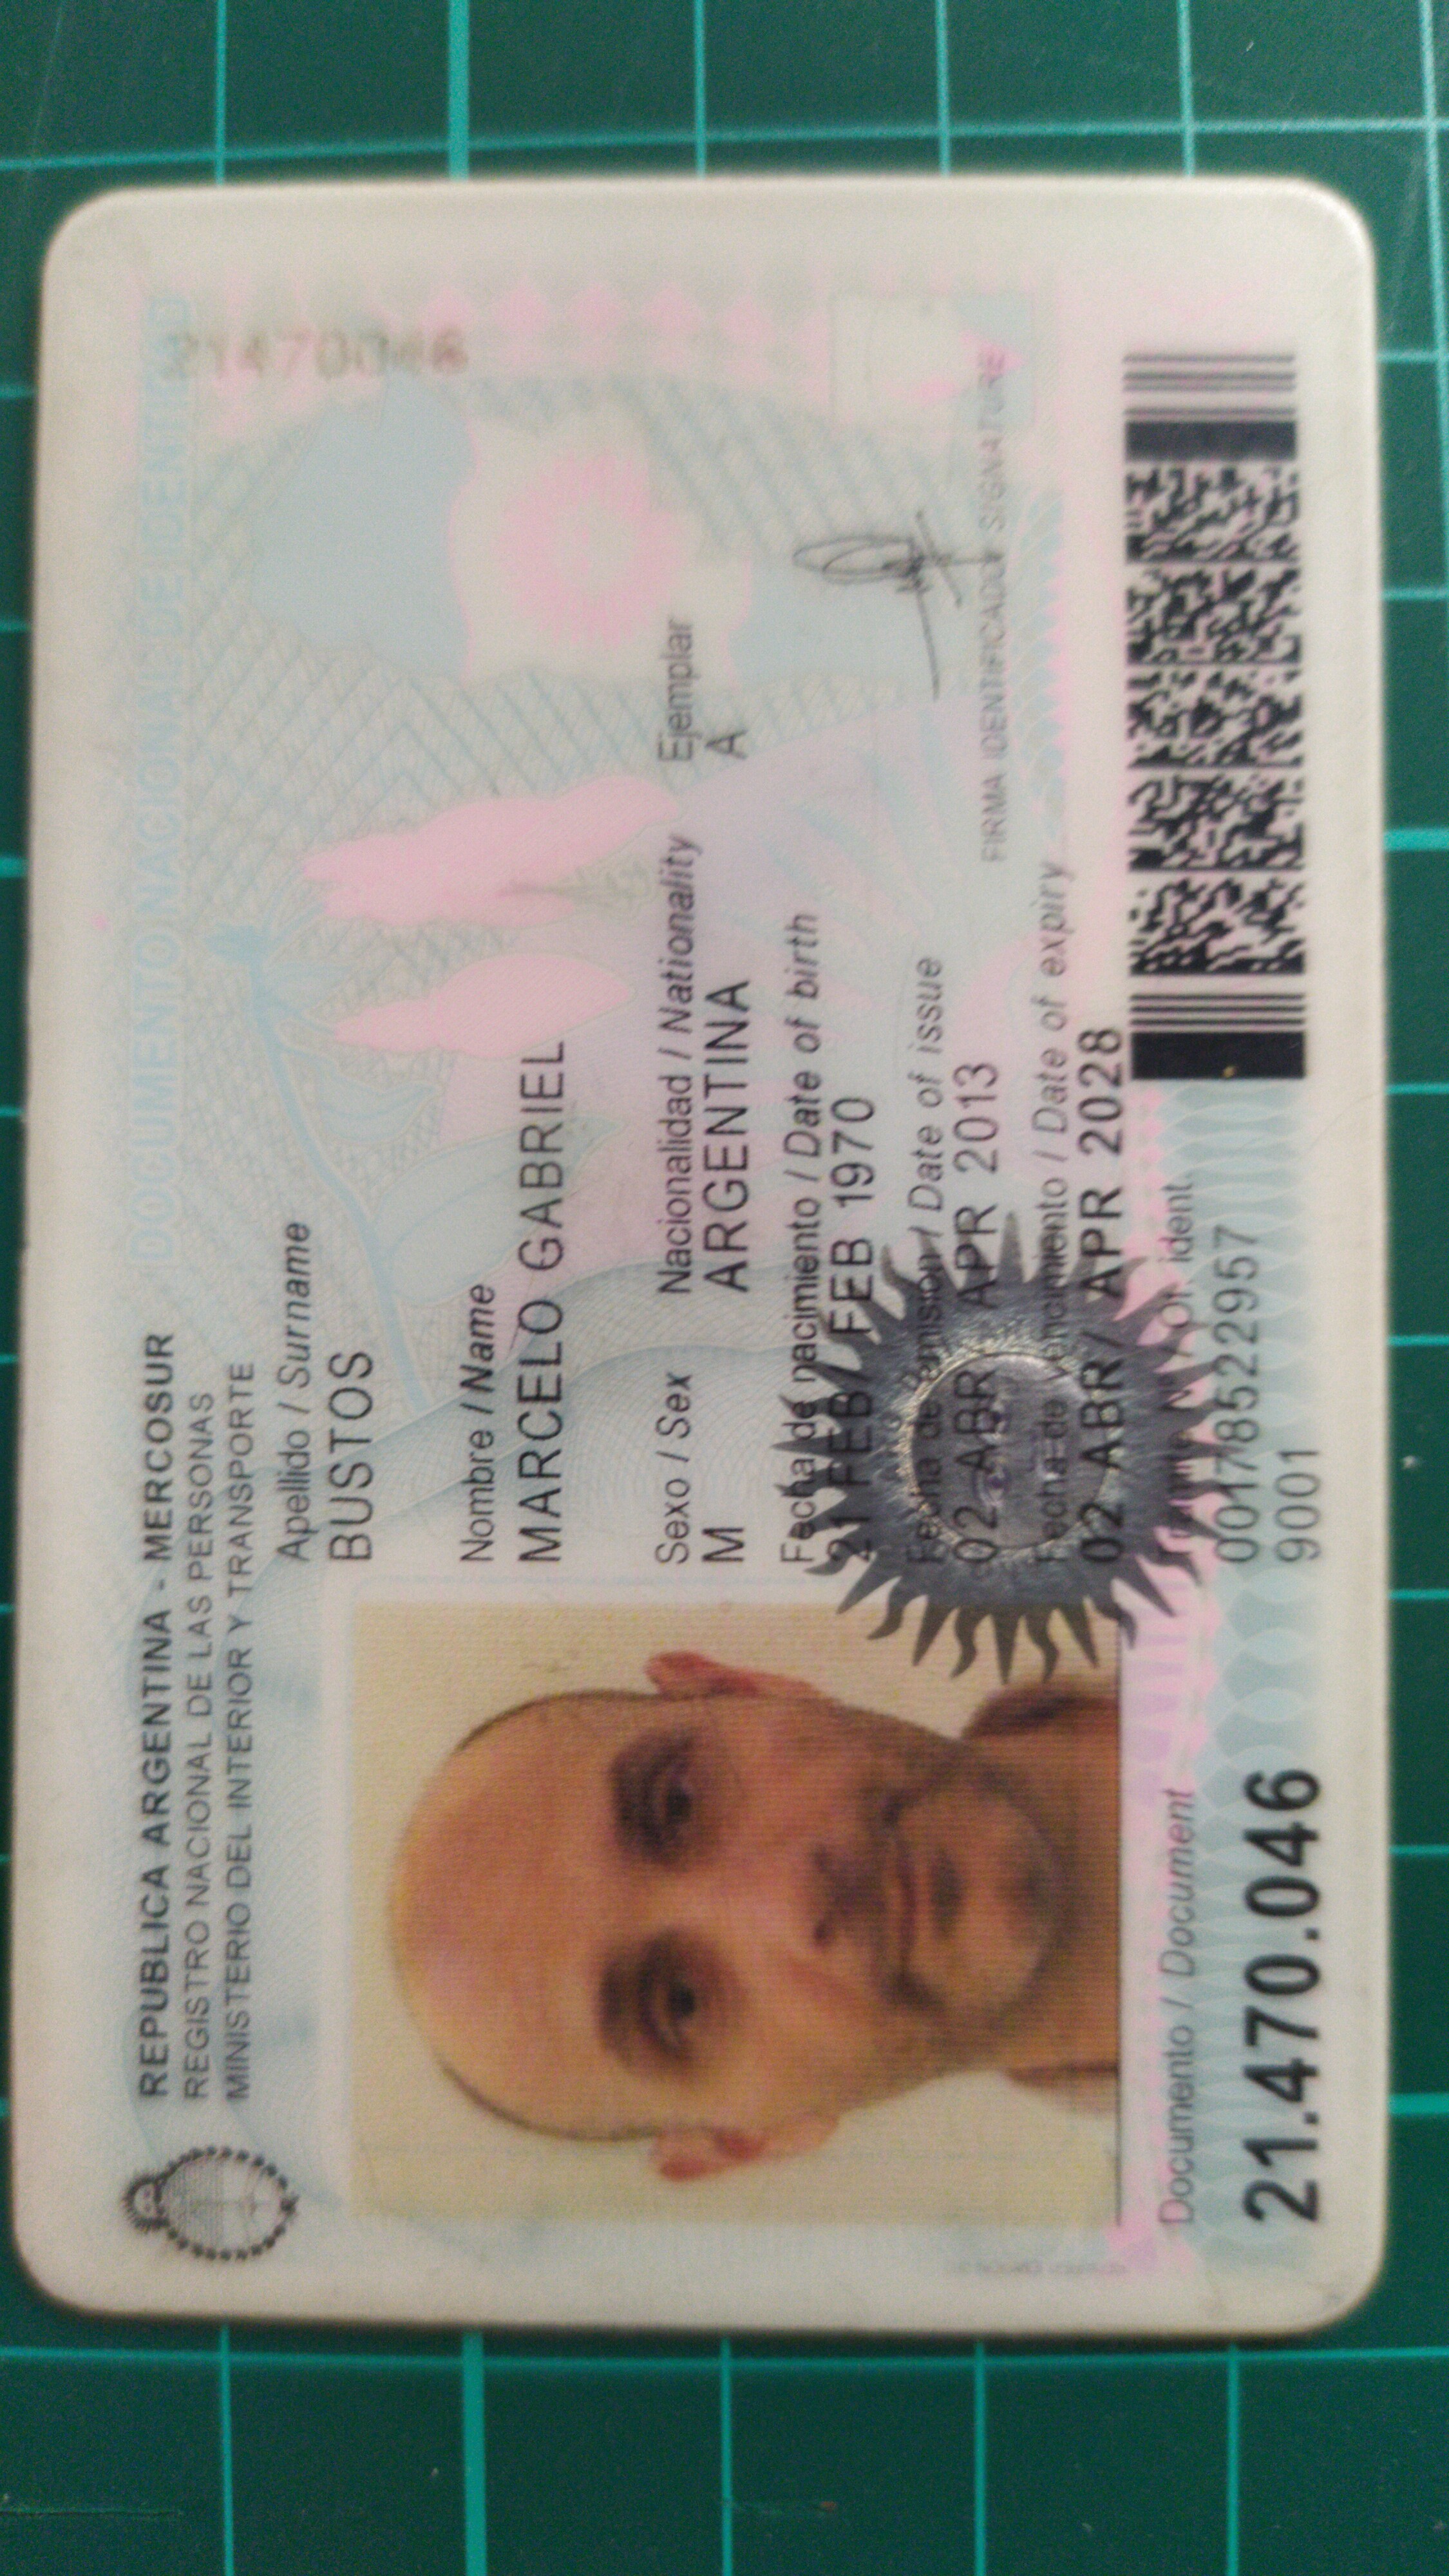 REPUBLICA ARGENTINA - MERCOSUR
REGISTRO NACIONAL DE LAS PERSONAS
MINISTERIO DEL INTERIOR Y TRANSPORTE
DOCUMENTO NACIONAL DE IDENTIDAD
21470046
Apellido / Surname
BUSTOS
Nombre / Name
MARCELO GABRIEL
Sexo / Sex Nacionalidad / Nationality Ejemplar
M ARGENTINA A
Fecha de nacimiento / Date of birth
21 FEB/ FEB 1970
Fecha de emisión / Date of issue
02 ABR/ APR 2013
FIRMA IDENTIFICADO / SIGNATURE
Fecha de vencimiento / Date of expiry
02 ABR/ APR 2028
Documento / Document
21.470.046
ident.
00178522957
9001